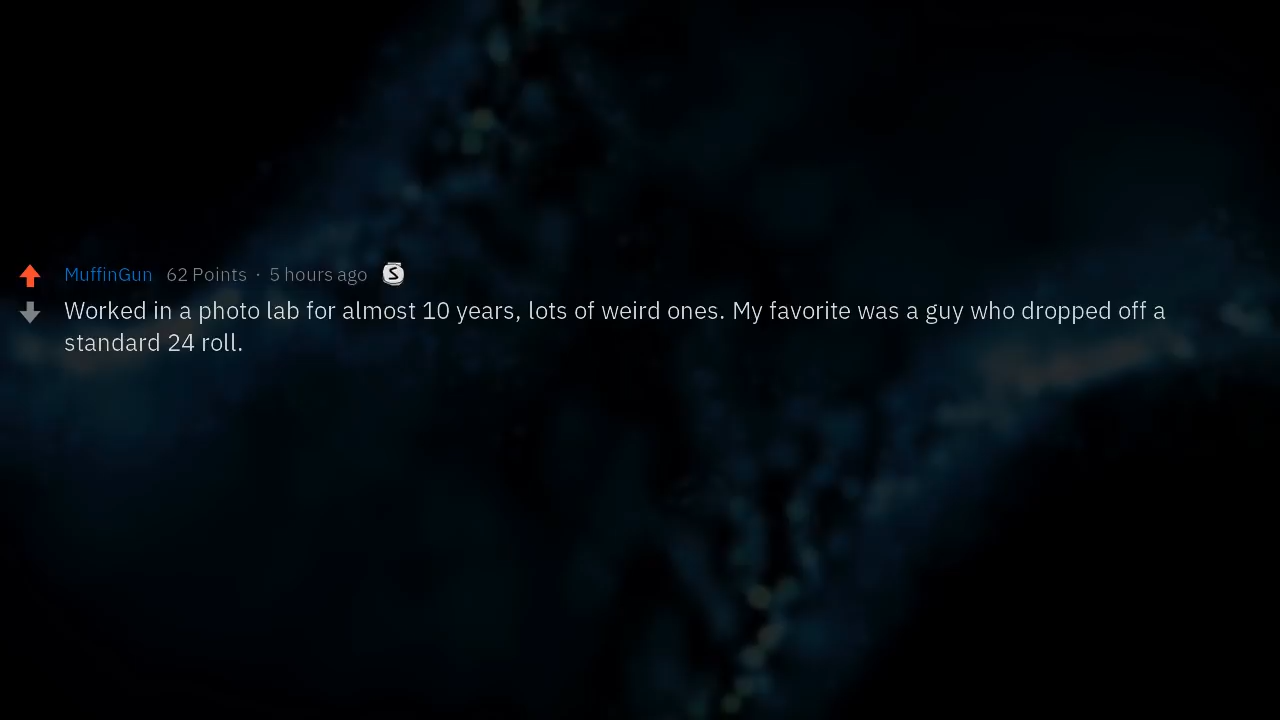 MuffinGun 62 Points · 5 hours ago S
Worked in a photo lab for almost 10 years, lots of weird ones. My favorite was a guy who dropped off a
standard 24 roll.